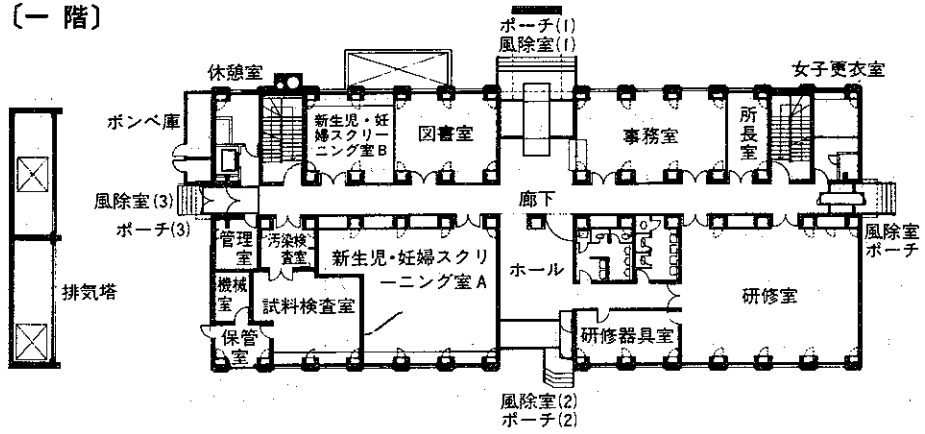 〔一 階〕
ポーチ(1)
風除室(1)
休憩室
女子更衣室
ボンベ庫
新生児・妊
婦スクリー
ニング室B
図書室
事務室
所
長
室
風除室(3)
ポーチ(3)
廊下
風除室
ポーチ
管理
室
汚染検
査室
新生児・妊婦スクリ
ーニング室A
ホール
排気塔
機械
室
試料検査室
研修室
保管
室
研修器具室
風除室(2)
ポーチ(2)